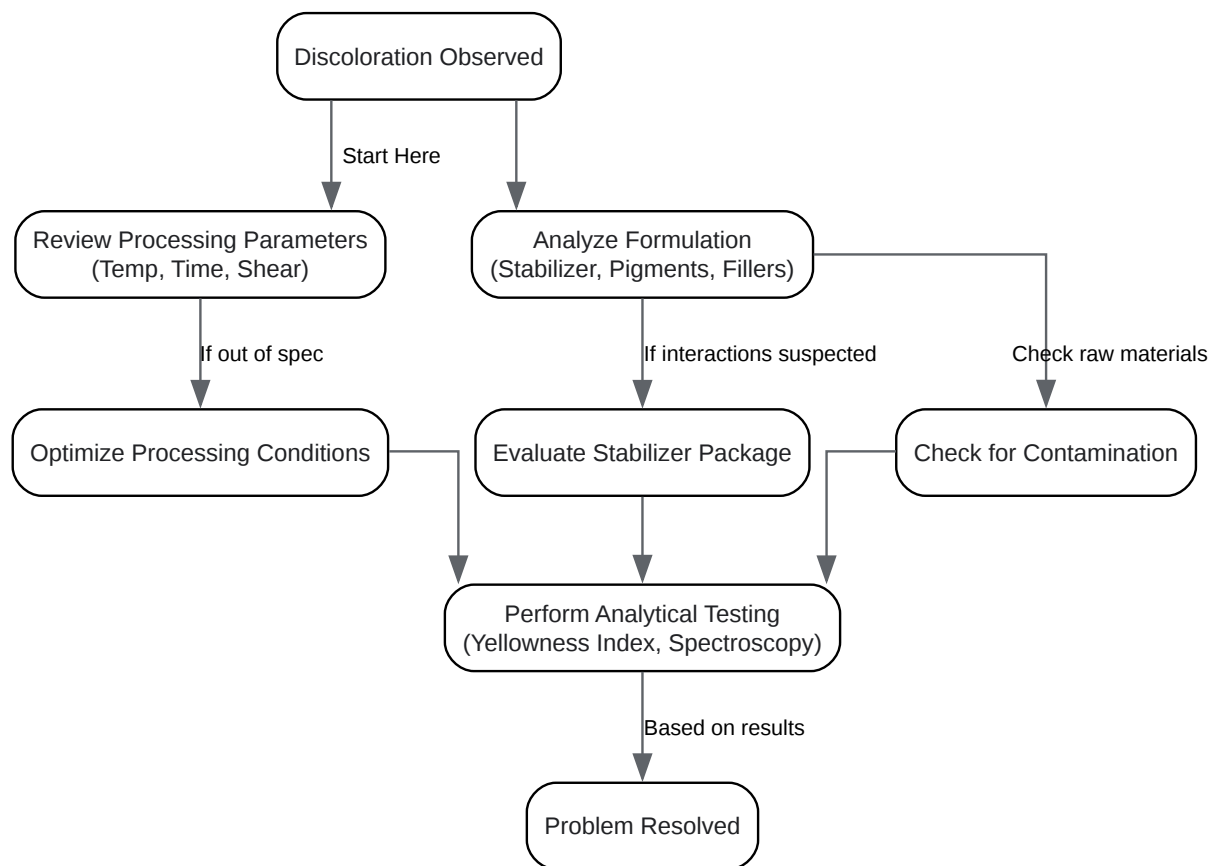 Discoloration Observed
Start Here
Review Processing Parameters
(Temp, Time, Shear)
Analyze Formulation
(Stabilizer, Pigments, Fillers)
If out of spec
If interactions suspected
Check raw materials
Optimize Processing Conditions
Evaluate Stabilizer Package
Check for Contamination
Perform Analytical Testing
(Yellowness Index, Spectroscopy)
Based on results
Problem Resolved